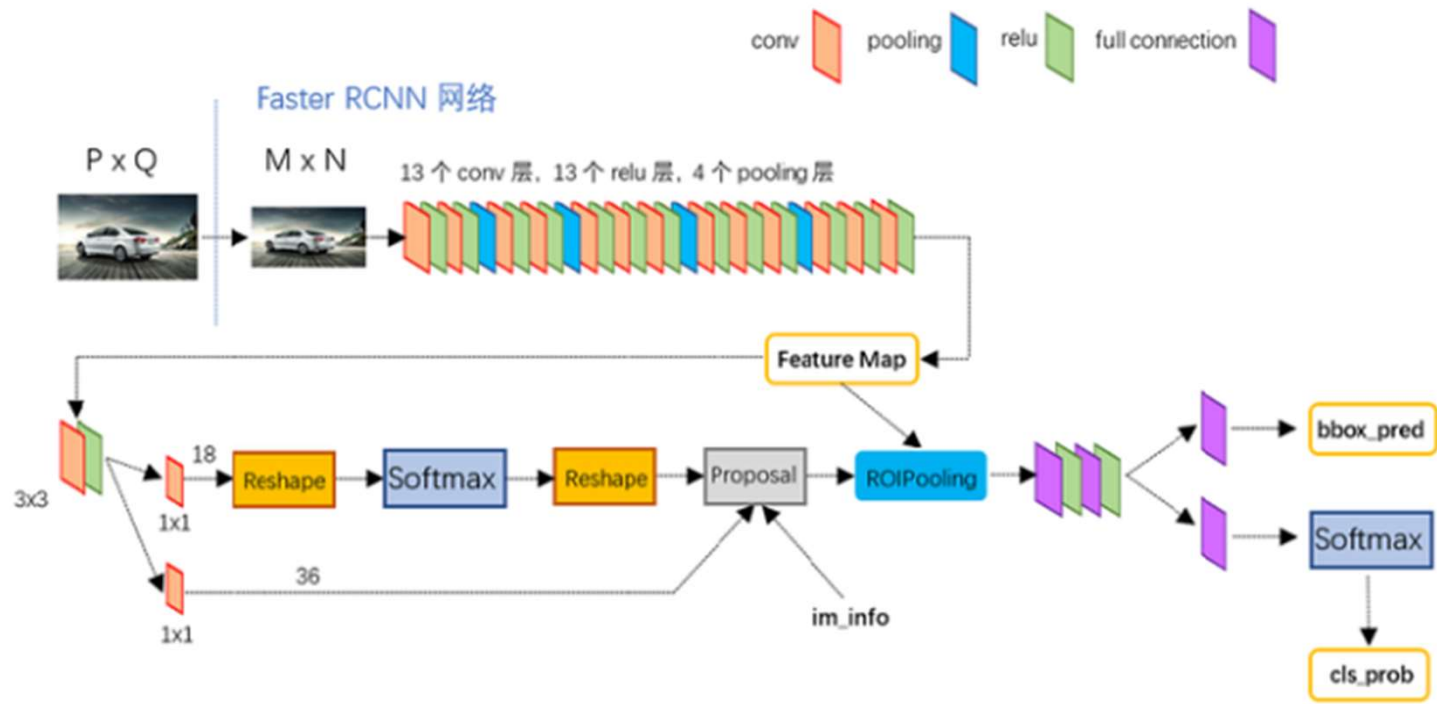 conv pooling relu full connection
Faster RCNN 网络
P x Q
M x N
13 个 conv 层, 13 个 relu 层, 4 个 pooling 层
Feature Map
3x3
18
1x1
Reshape
Softmax
Reshape
Proposal
ROIPooling
bbox_pred
36
1x1
im_info
Softmax
cls_prob